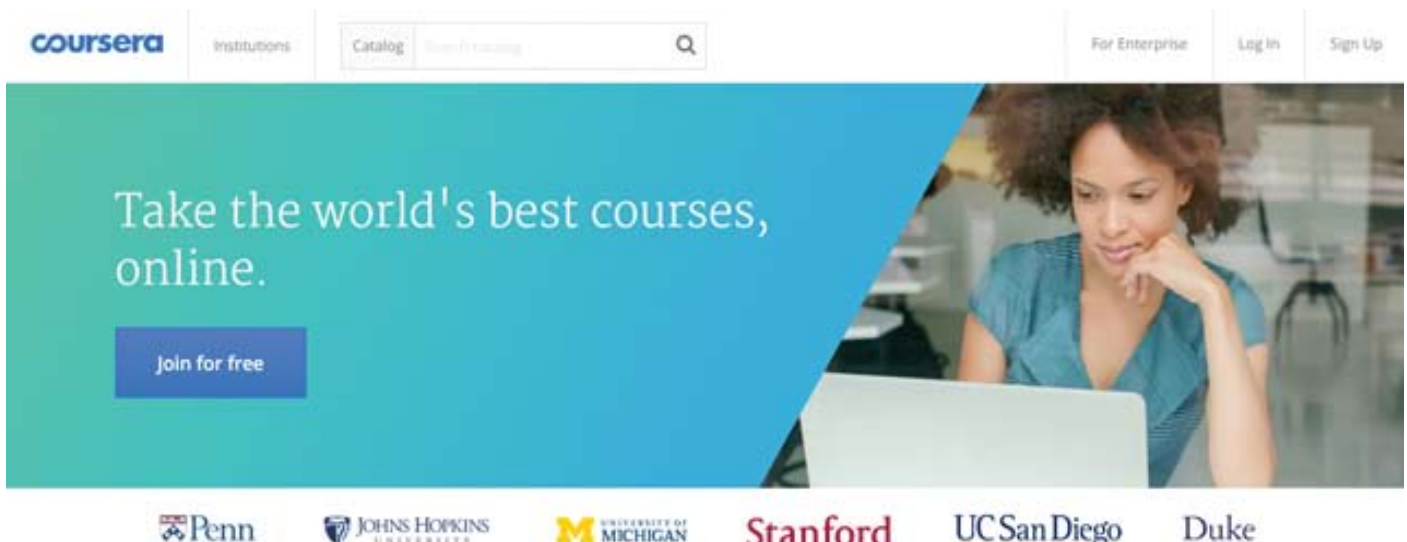 coursera
Institutions
Catalog
For Enterprise
Log In
Sign Up
Take the world's best courses,
online.
Join for free
Penn
JOHNS HOPKINS
UNIVERSITY
UNIVERSITY OF
MICHIGAN
Stanford
UC San Diego
Duke